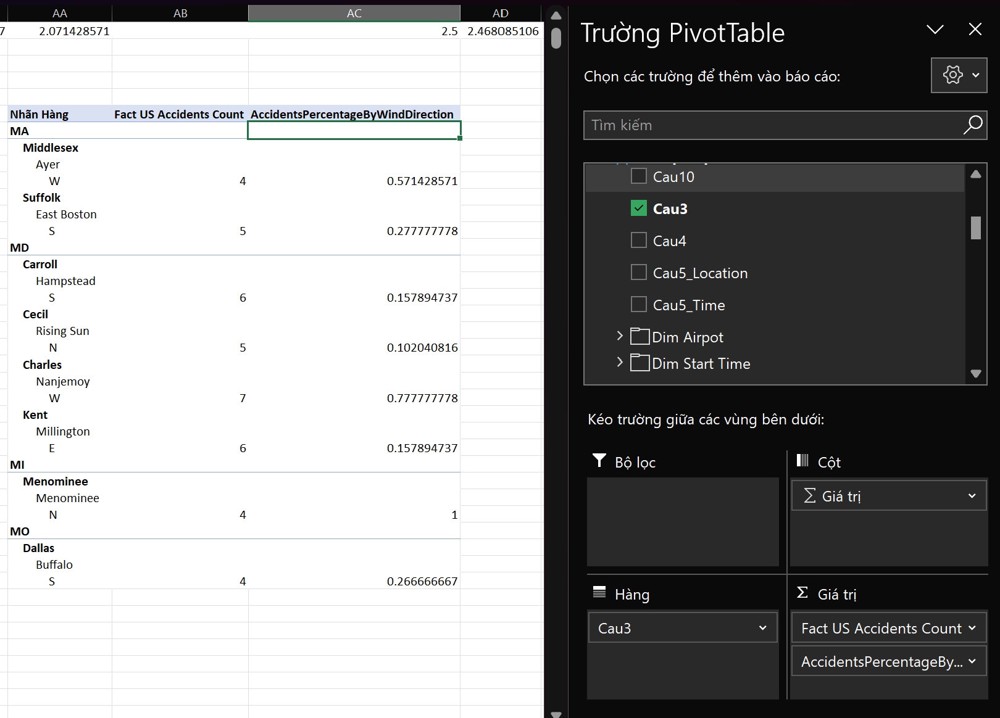 AA AB AC AD
7 2.071428571 2.5 2.468085106
Nhãn Hàng Fact US Accidents Count AccidentsPercentageByWindDirection
MA
Middlesex
Ayer
W 4 0.571428571
Suffolk
East Boston
S 5 0.277777778
MD
Carroll
Hampstead
S 6 0.157894737
Cecil
Rising Sun
N 5 0.102040816
Charles
Nanjemoy
W 7 0.777777778
Kent
Millington
E 6 0.157894737
MI
Menominee
Menominee
N 4 1
MO
Dallas
Buffalo
S 4 0.266666667
Trường PivotTable
Chọn các trường để thêm vào báo cáo:
Tìm kiếm
Cau10
Cau3
Cau4
Cau5_Location
Cau5_Time
Dim Airpot
Dim Start Time
Kéo trường giữa các vùng bên dưới:
Bộ lọc
Cột
Σ Giá trị
Hàng
Σ Giá trị
Cau3
Fact US Accidents Count
AccidentsPercentageBy...